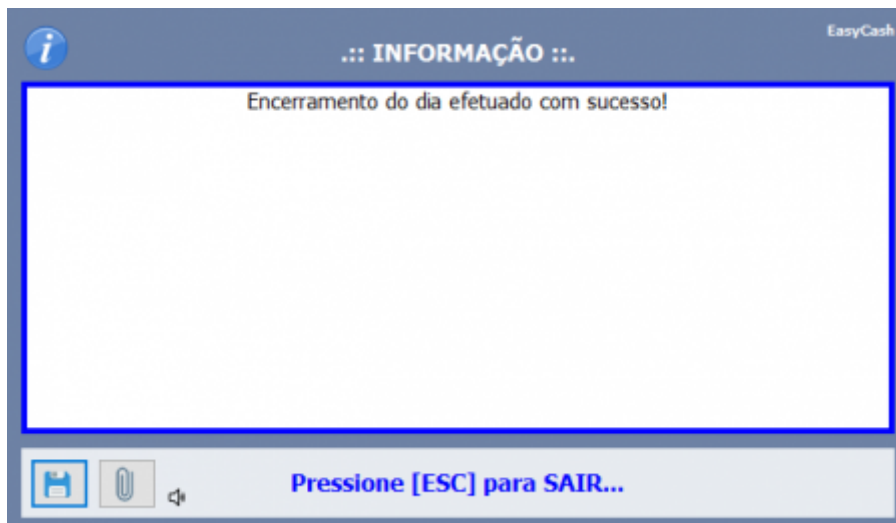 EasyCash
.:: INFORMAÇÃO ::.
Encerramento do dia efetuado com sucesso!
Pressione [ESC] para SAIR...